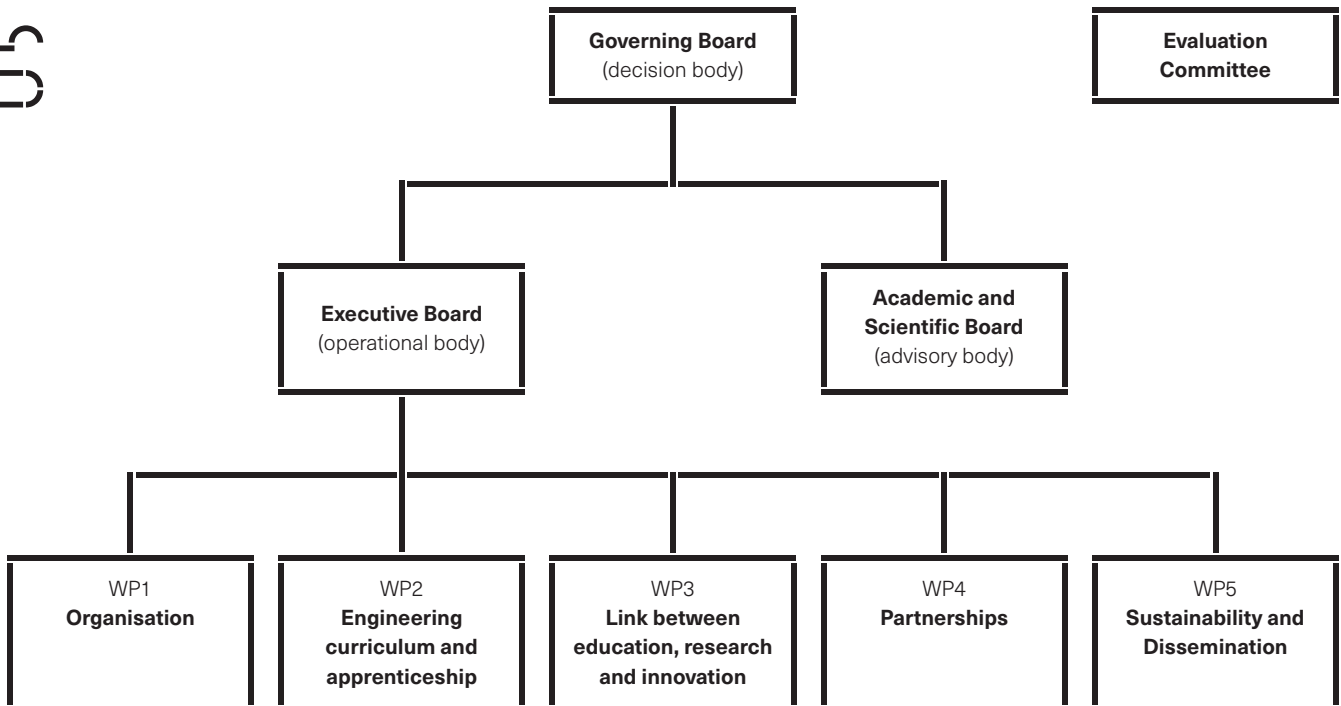 Governing Board
(decision body)
Evaluation
Committee
Executive Board
(operational body)
Academic and
Scientific Board
(advisory body)
WP1
Organisation
WP2
Engineering
curriculum and
apprenticeship
WP3
Link between
education, research
and innovation
WP4
Partnerships
WP5
Sustainability and
Dissemination